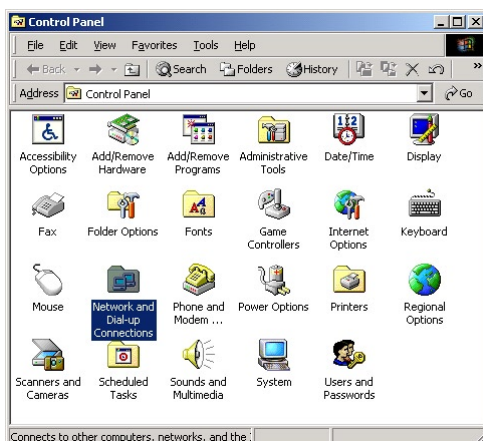 Control Panel
File Edit View Favorites Tools Help
Back Search Folders History »
Address Control Panel Go
Accessibility Options
Add/Remove Hardware
Add/Remove Programs
Administrative Tools
Date/Time
Display
Fax
Folder Options
Fonts
Game Controllers
Internet Options
Keyboard
Mouse
Network and Dial-up Connections
Phone and Modem ...
Power Options
Printers
Regional Options
Scanners and Cameras
Scheduled Tasks
Sounds and Multimedia
System
Users and Passwords
Connects to other computers, networks, and the